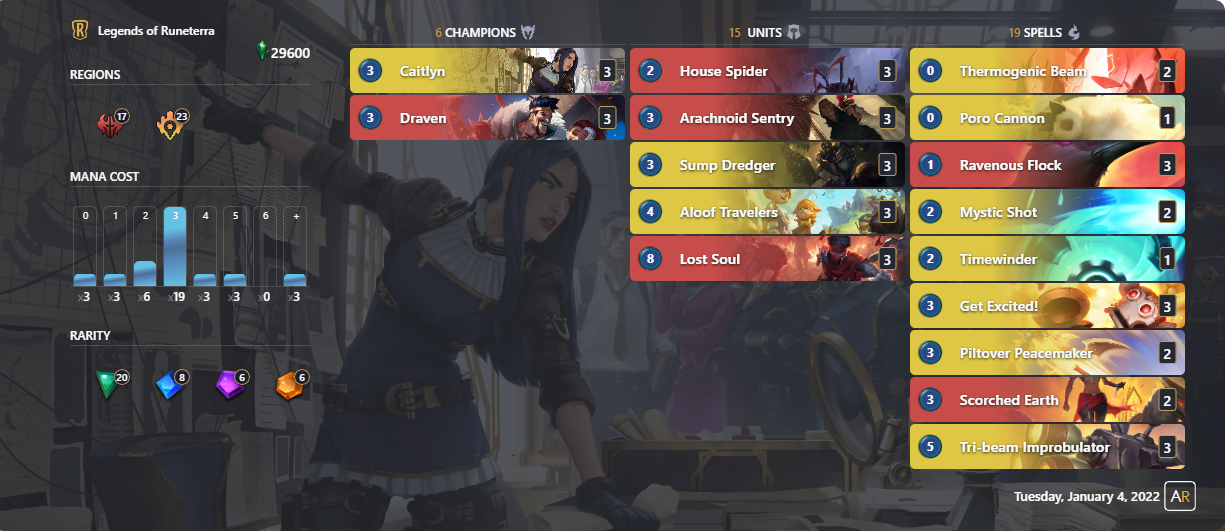 R Legends of Runeterra
29600
REGIONS
17 23
MANA COST
0 1 2 3 4 5 6 +
x3 x3 x6 x19 x3 x3 x0 x3
RARITY
20 8 6 6
6 CHAMPIONS
3 Caitlyn 3
3 Draven 3
15 UNITS
2 House Spider 3
3 Arachnoid Sentry 3
3 Sump Dredger 3
4 Aloof Travelers 3
8 Lost Soul 3
19 SPELLS
0 Thermogenic Beam 2
0 Poro Cannon 1
1 Ravenous Flock 3
2 Mystic Shot 2
2 Timewinder 1
3 Get Excited! 3
3 Piltover Peacemaker 2
3 Scorched Earth 2
5 Tri-beam Improbulator 3
Tuesday, January 4, 2022 AR